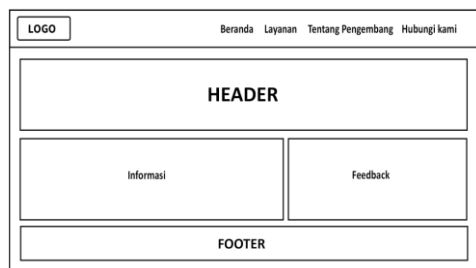 LOGO Beranda Layanan Tentang Pengembang Hubungi kami
HEADER
Informasi Feedback
FOOTER